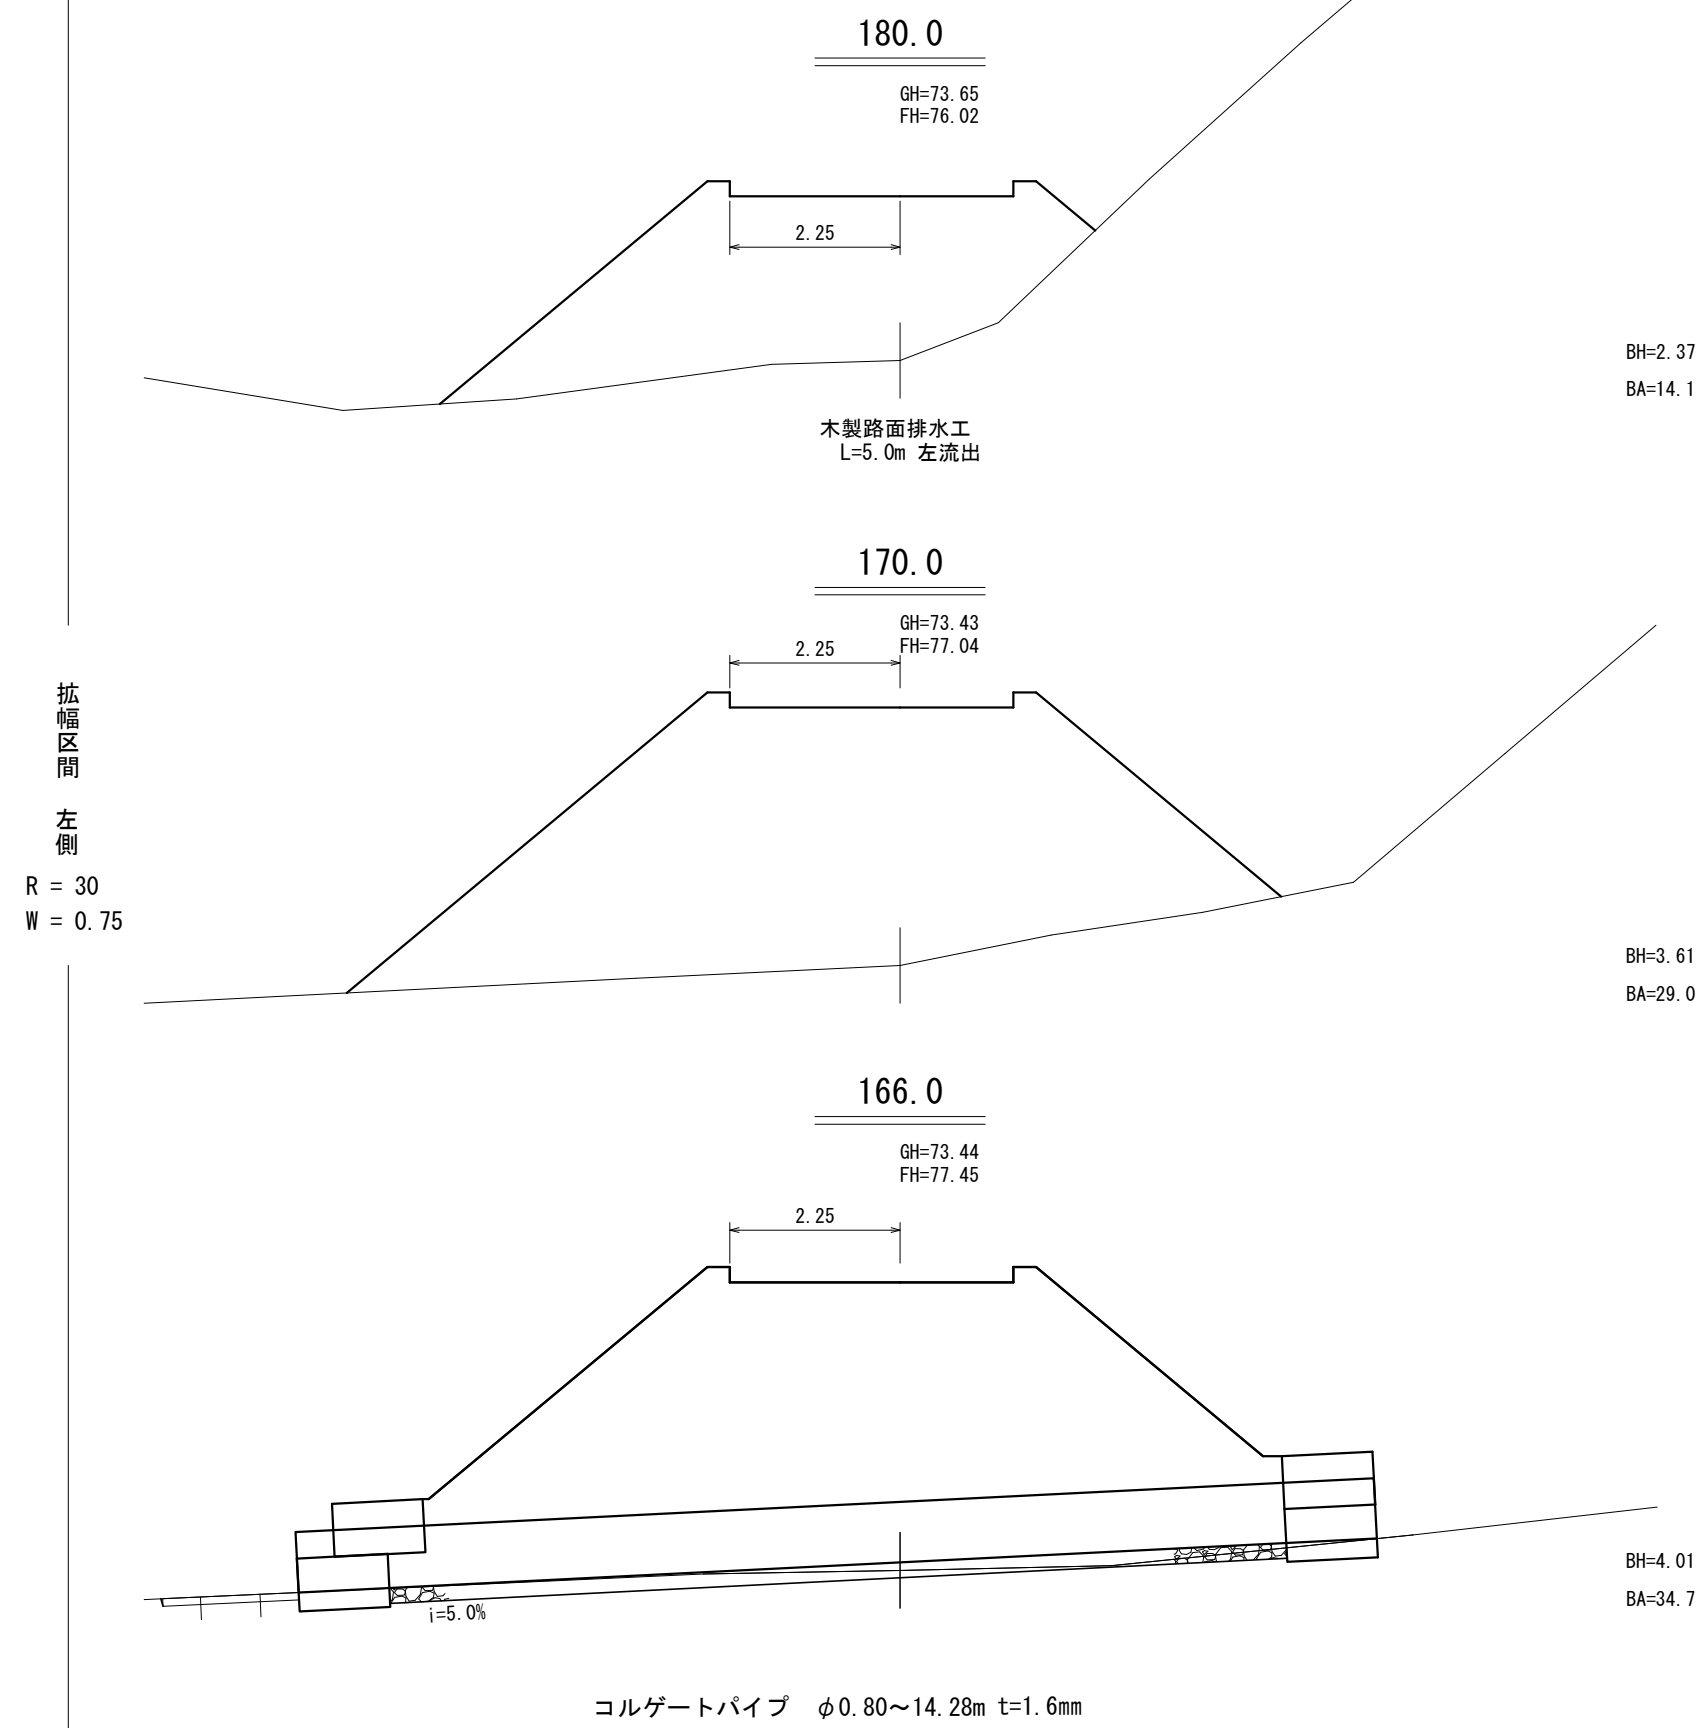 180.0
GH=73.65
FH=76.02
2.25
BH=2.37
BA=14.1
木製路面排水工
L=5.0m 左流出
170.0
GH=73.43
FH=77.04
2.25
拡幅区間 左側
R = 30
W = 0.75
BH=3.61
BA=29.0
166.0
GH=73.44
FH=77.45
2.25
BH=4.01
BA=34.7
i=5.0%
コルゲートパイプ φ0.80～14.28m t=1.6mm